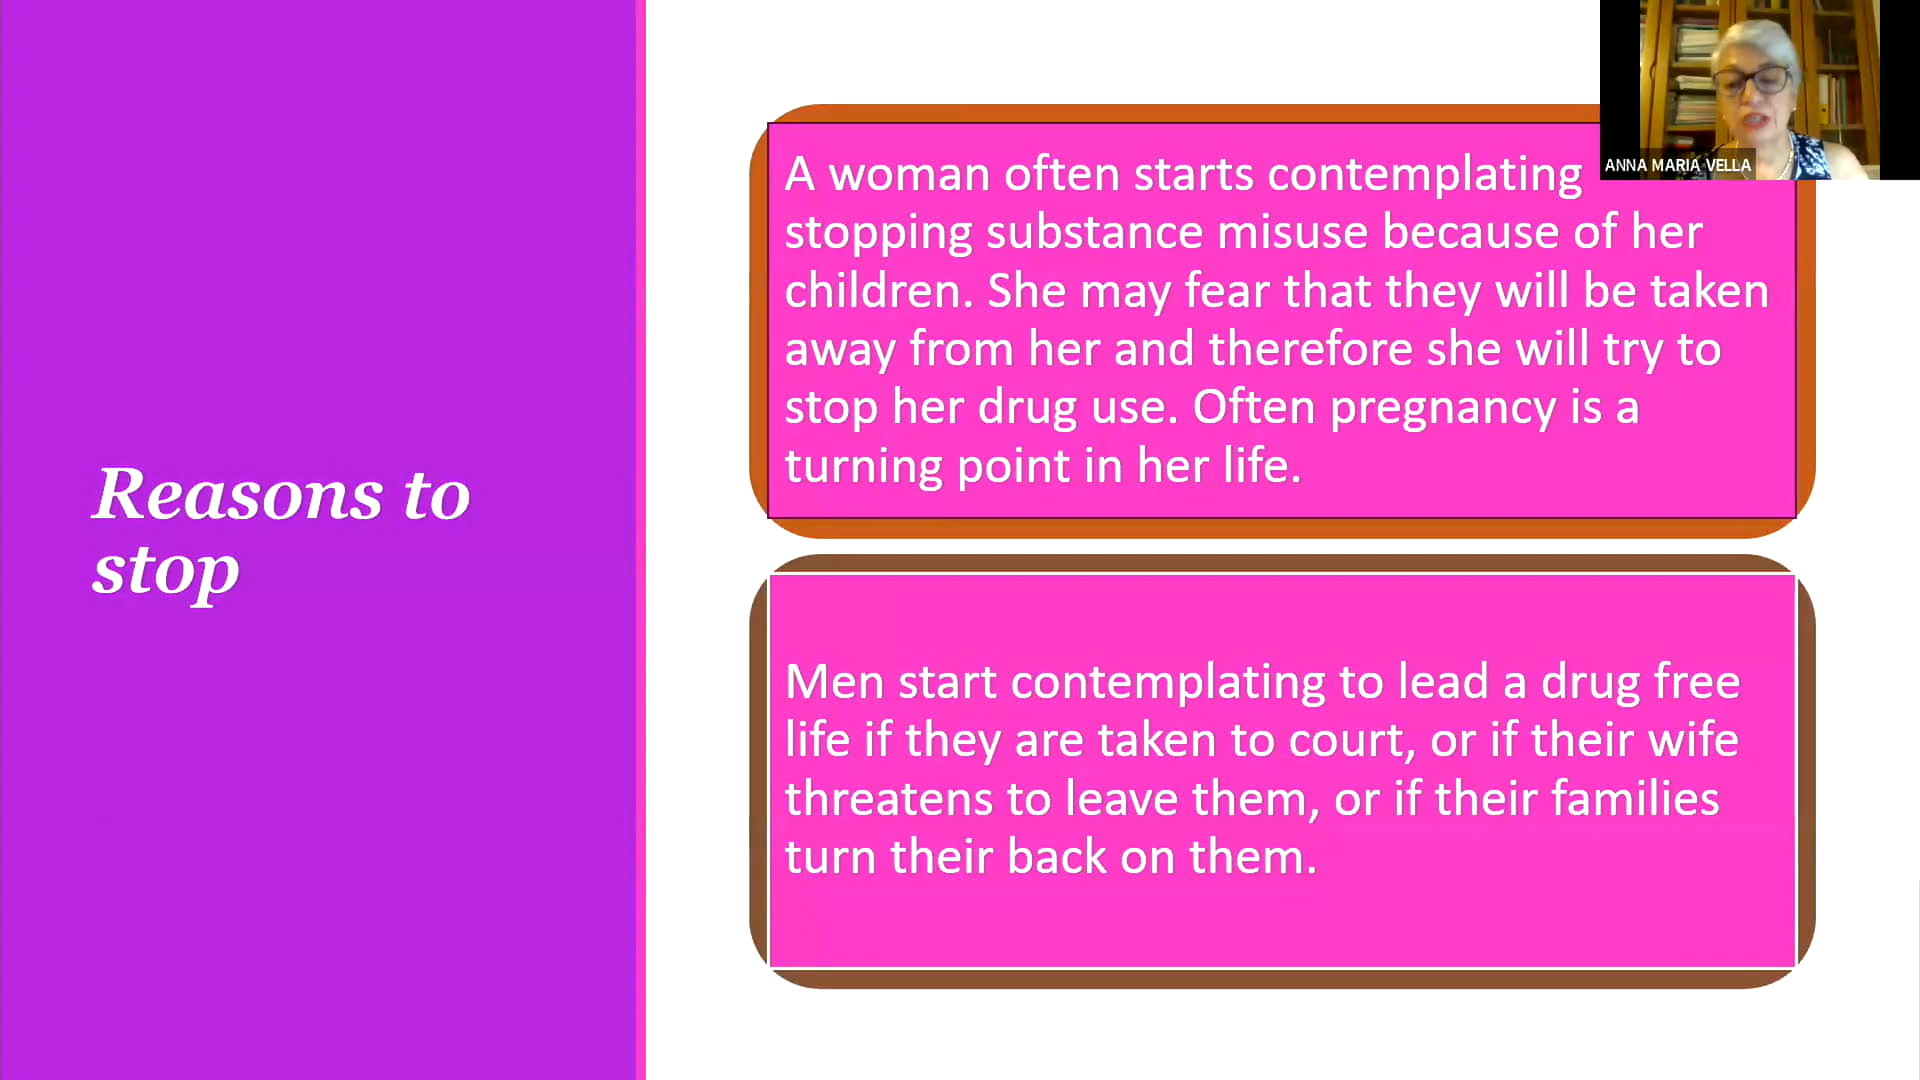 Reasons to
stop
A woman often starts contemplating
stopping substance misuse because of her
children. She may fear that they will be taken
away from her and therefore she will try to
stop her drug use. Often pregnancy is a
turning point in her life.
Men start contemplating to lead a drug free
life if they are taken to court, or if their wife
threatens to leave them, or if their families
turn their back on them.
ANNA MARIA VELLA